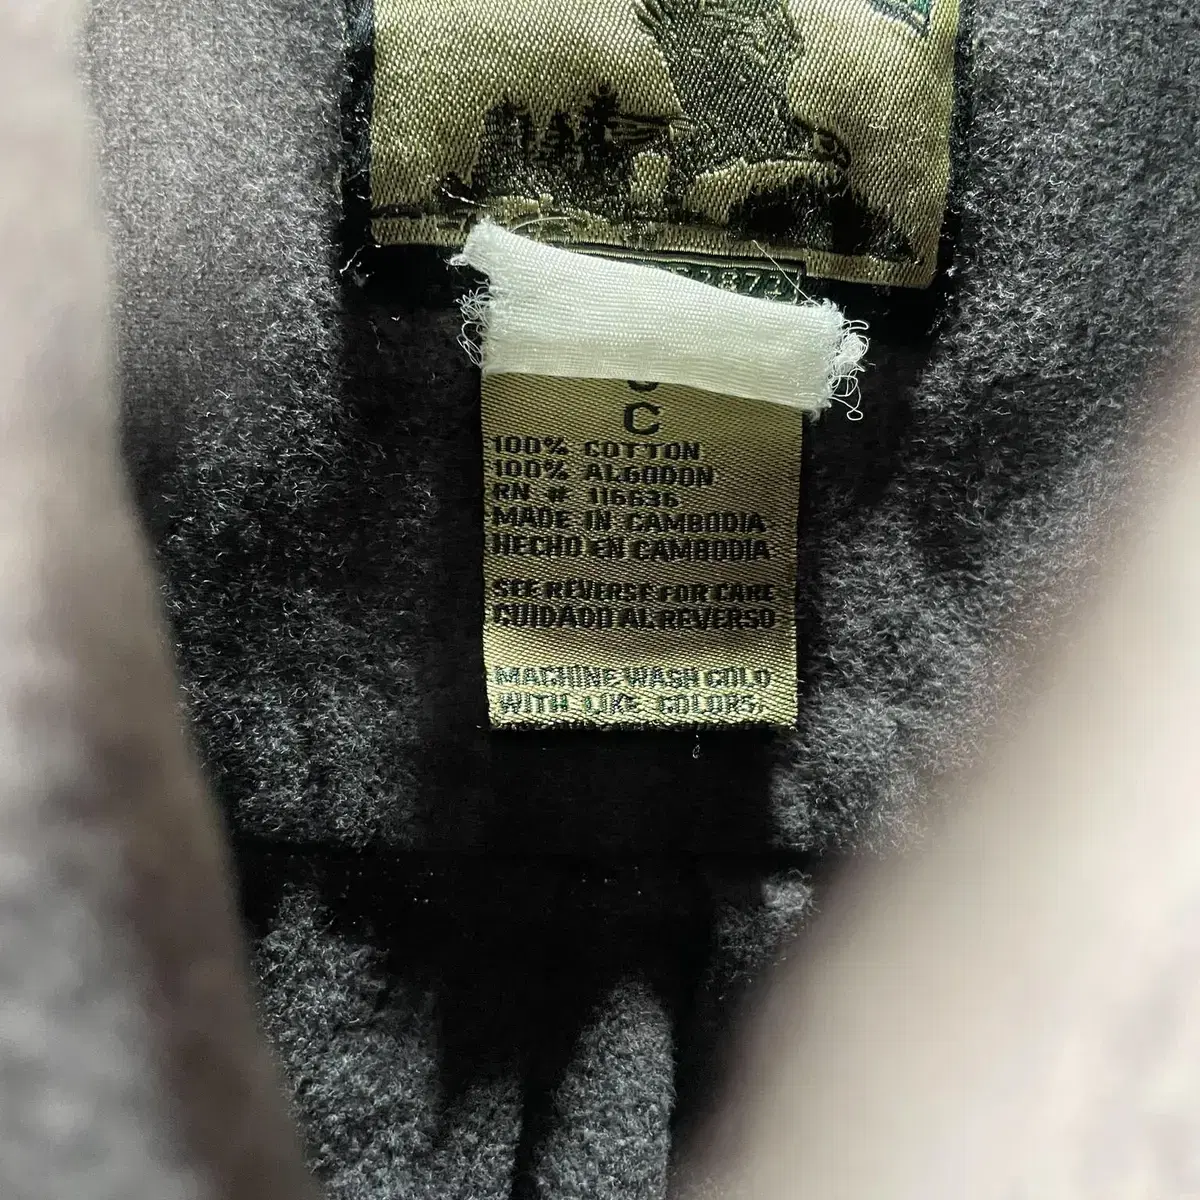 C
100% COTTON
100% ALGODON
RN # 116636
MADE IN CAMBODIA
HECHO EN CAMBODIA
SEE REVERSE FOR CARE
CUIDADO AL REVERSO
MACHINE WASH COLD
WITH LIKE COLORS.